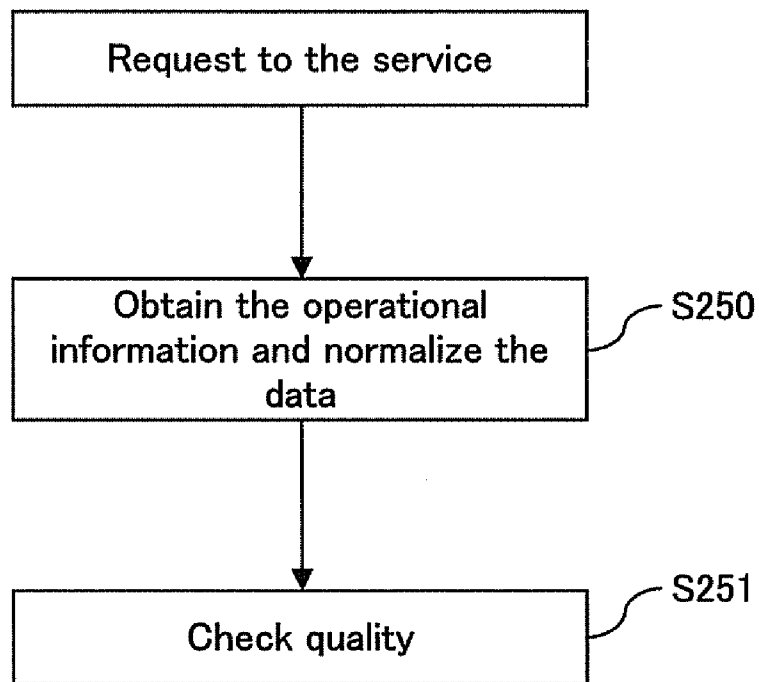 Request to the service
Obtain the operational
information and normalize the
data
S250
Check quality
S251